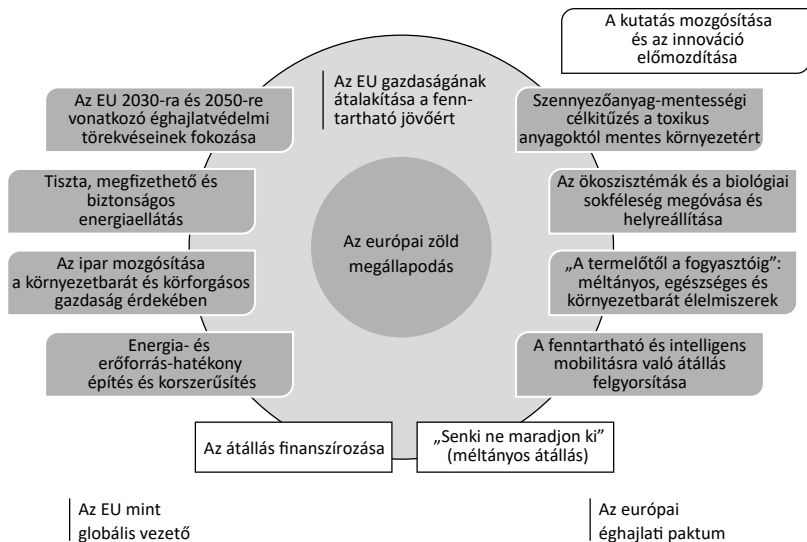 A kutatás mozgósítása
és az innováció
előmozdítása
Az EU gazdaságának
átalakítása a fenn-
tartható jövőért
Az EU 2030-ra és 2050-re
vonatkozó éghajlatvédelmi
törekvéseinek fokozása
Szennyezőanyag-mentességi
célkitűzés a toxikus
anyagoktól mentes környezetért
Tiszta, megfizethető és
biztonságos
energiaellátás
Az ökoszisztémák és a biológiai
sokféleség megóvása és
helyreállítása
Az európai zöld
megállapodás
Az ipar mozgósítása
a környezetbarát és körforgásos
gazdaság érdekében
„A termelőtől a fogyasztóig”:
méltányos, egészséges és
környezetbarát élelmiszerek
Energia- és
erőforrás-hatékony
építés és korszerűsítés
A fenntartható és intelligens
mobilitásra való átállás
felgyorsítása
Az átállás finanszírozása
„Senki ne maradjon ki”
(méltányos átállás)
Az EU mint
globális vezető
Az európai
éghajlati paktum